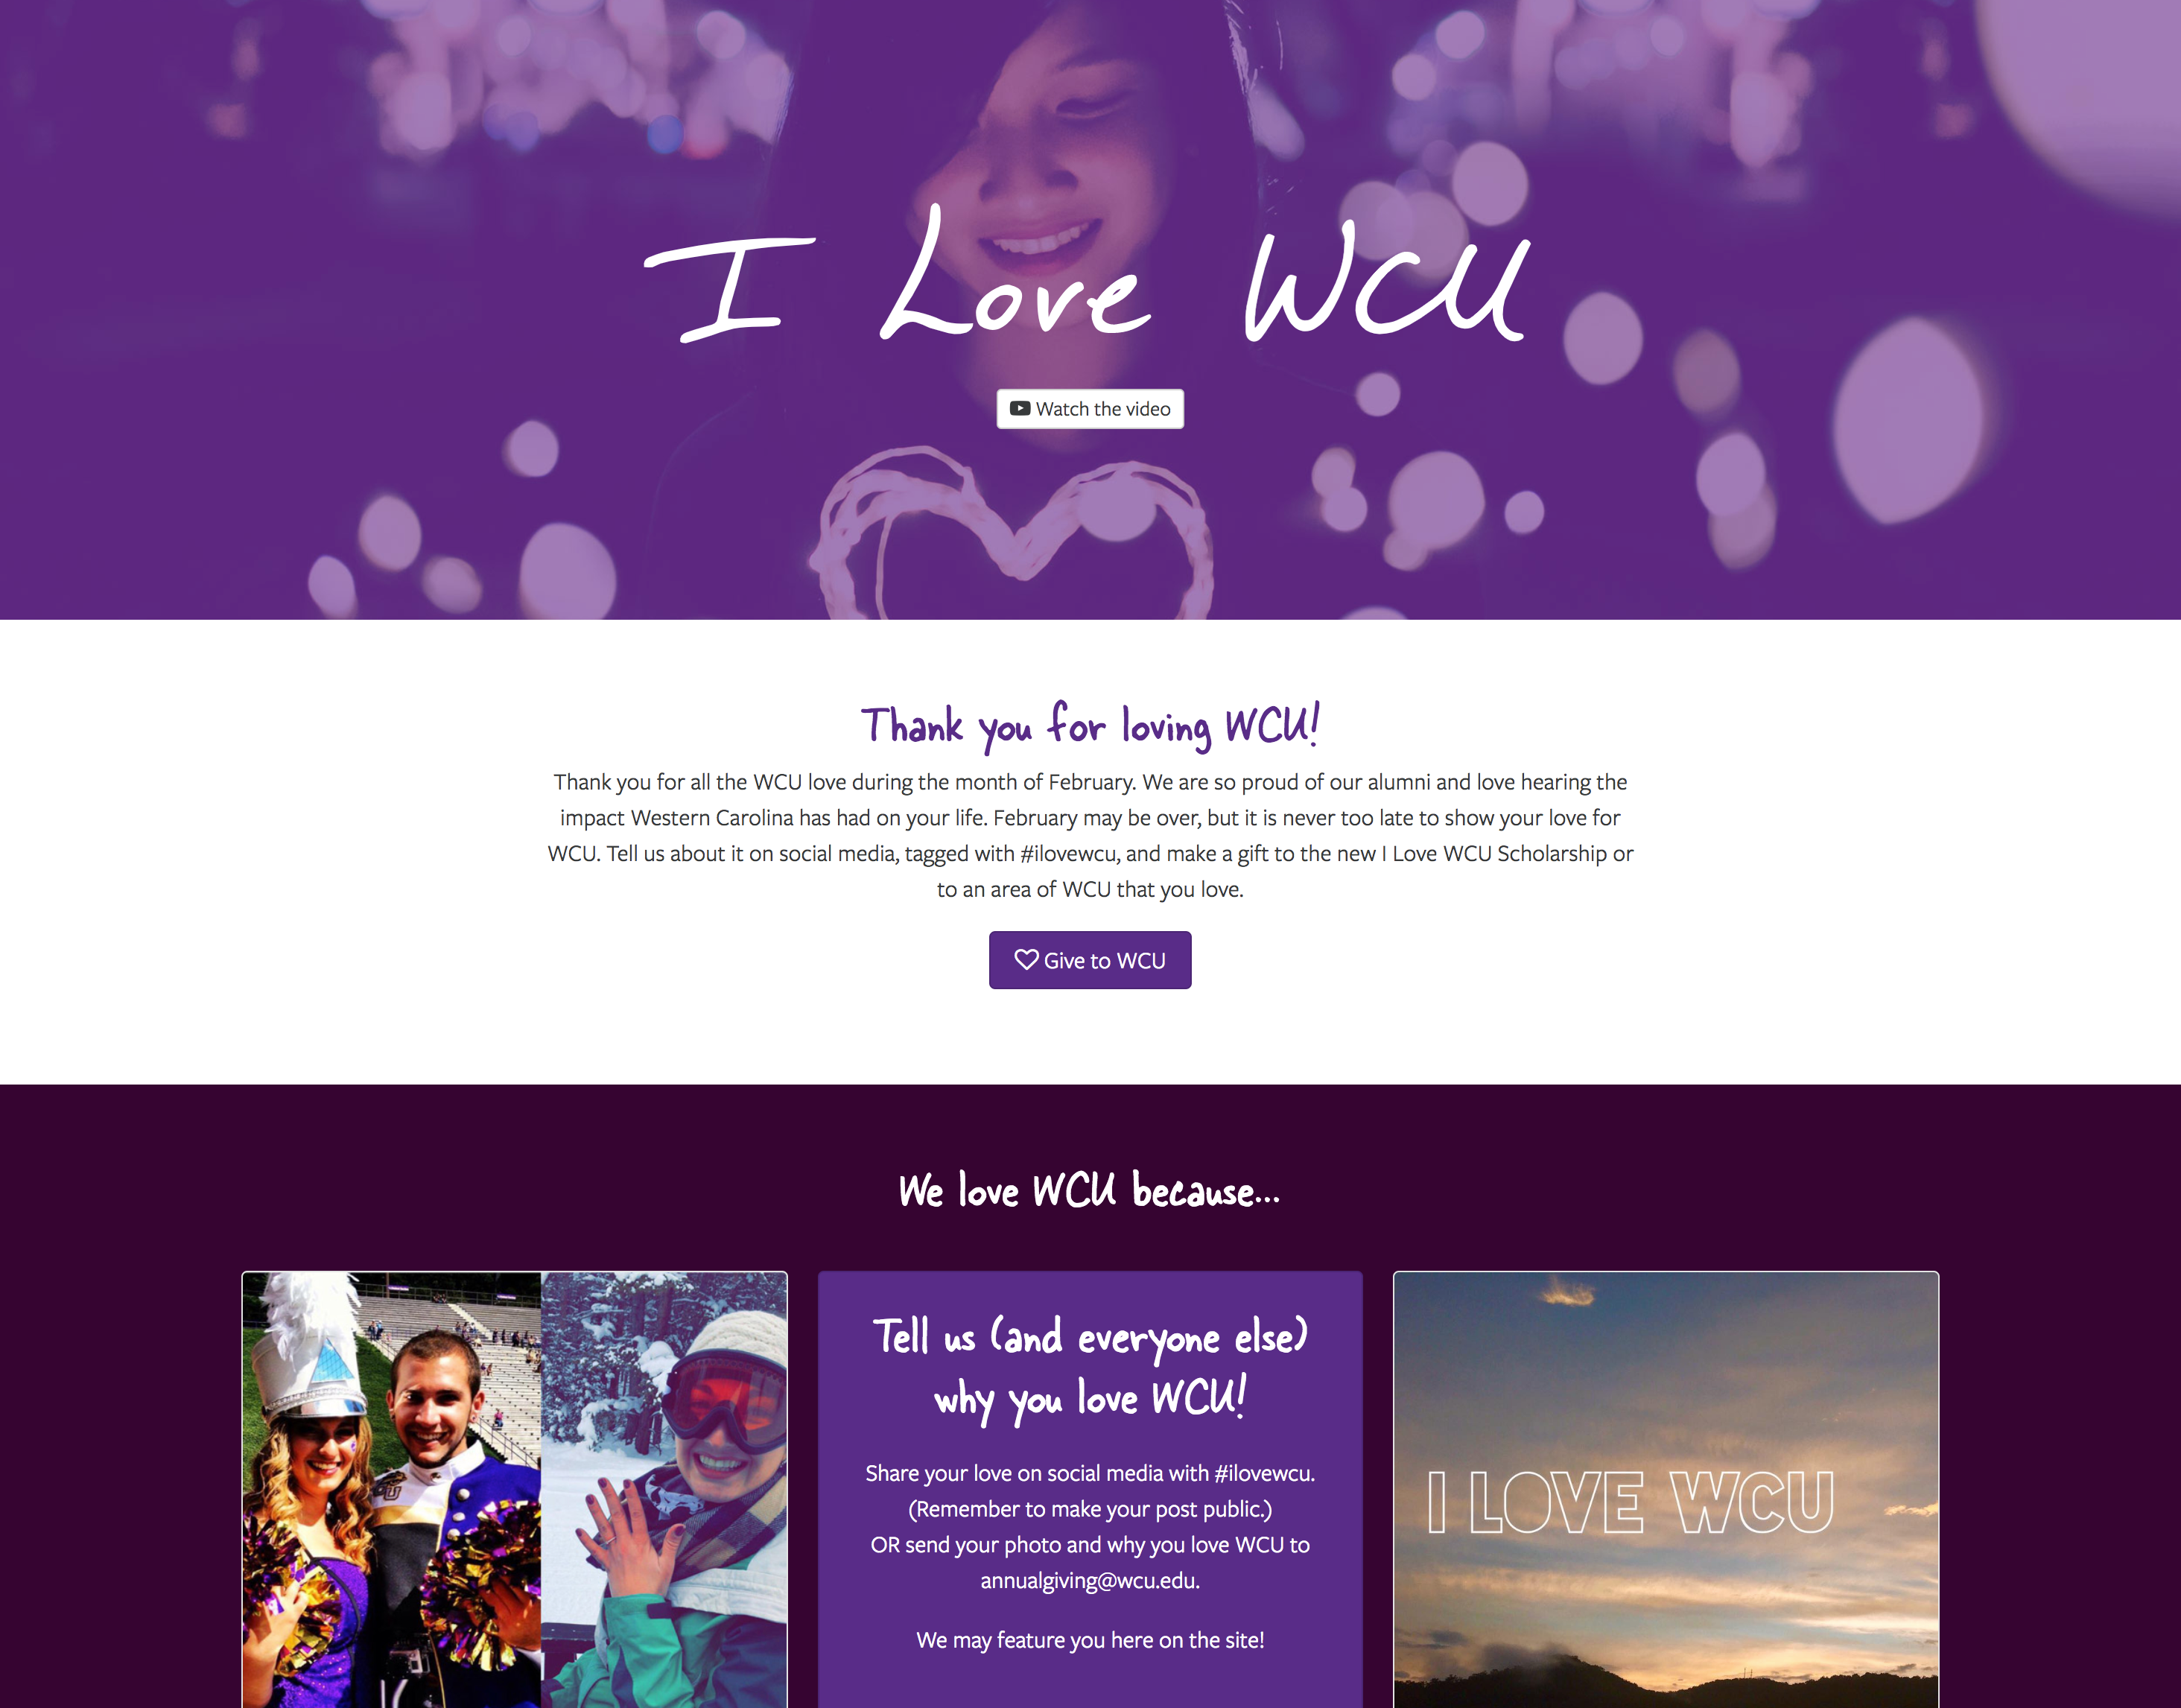 I Love WCU
Watch the video
Thank you for loving WCU!
Thank you for all the WCU love during the month of February. We are so proud of our alumni and love hearing the
impact Western Carolina has had on your life. February may be over, but it is never too late to show your love for
WCU. Tell us about it on social media, tagged with #ilovewcu, and make a gift to the new I Love WCU Scholarship or
to an area of WCU that you love.
Give to WCU
We love WCU because...
Tell us (and everyone else)
why you love WCU!
Share your love on social media with #ilovewcu.
(Remember to make your post public.)
OR send your photo and why you love WCU to
annualgiving@wcu.edu.
We may feature you here on the site!
I LOVE WCU